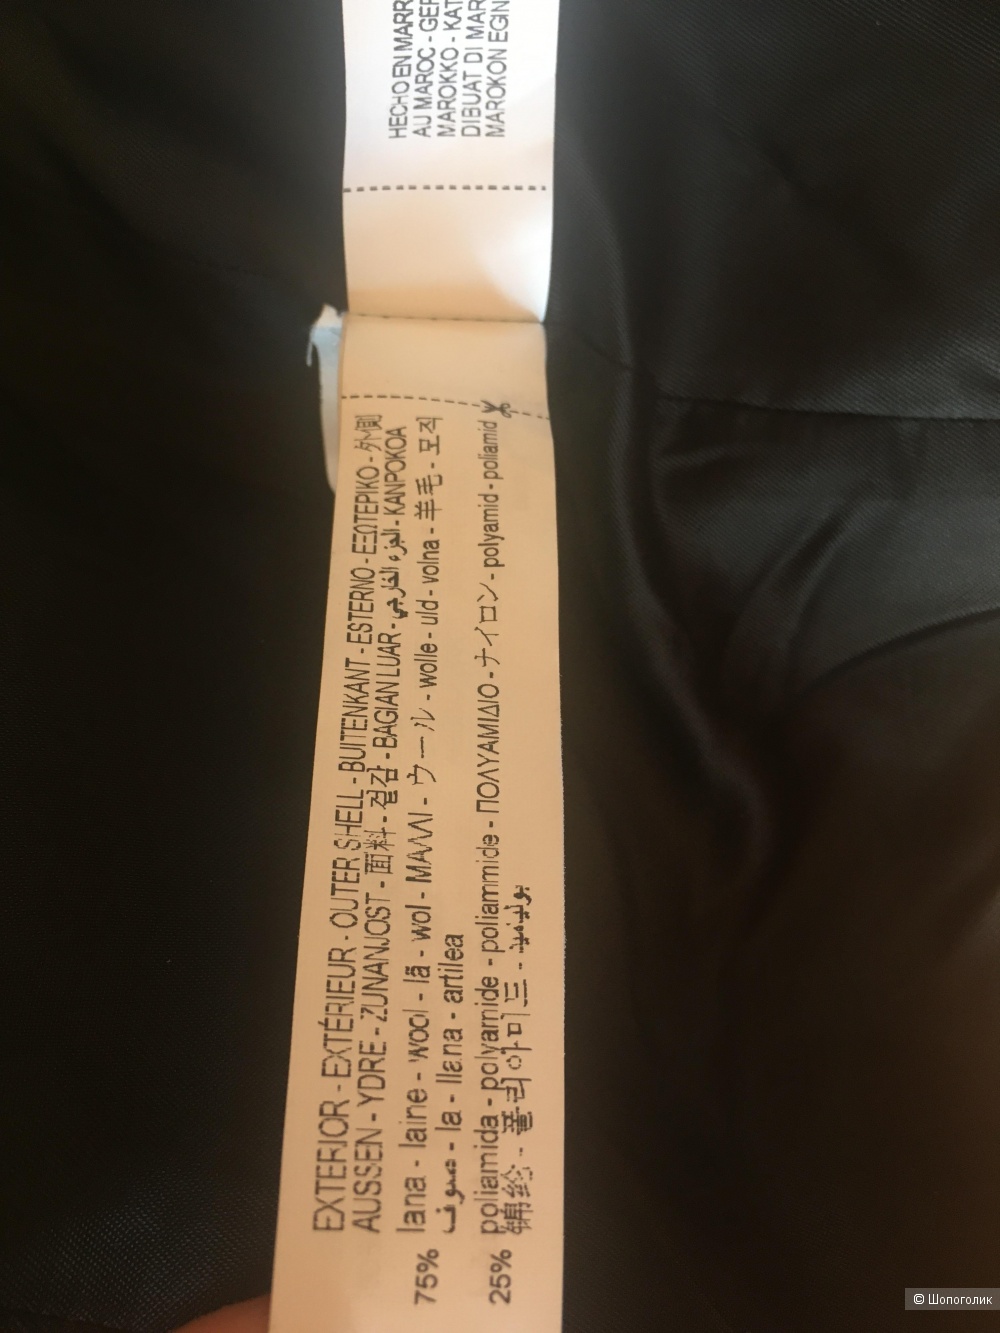 HECHO EN MARR
AU MAROC - GER
MAROKKO - KAT
DIBUAT DI MAR
MAROKON EGIN
EXTERIOR - EXTÉRIEUR - OUTER SHELL - BUITENKANT - ESTERNO - ΕΞΩΤΕΡΙΚΟ - 外側
AUSSEN - YDRE - ZUNANJOST - 面料 - 겉감 - BAGIAN LUAR - الجزء الخارجي - KANPOKOA
75% lana - laine - wool - lã - wol - ΜΑΛΛΙ - ウール - wolle - uld - volna - 羊毛 - 모직
صوف - la - llana - artilea
25% poliamida - polyamide - poliammide - ΠΟΛΥΑΜΙΔΙΟ - ナイロン - polyamid - poliamid
锦纶 - 폴리아미드 - بوليميد
© Шопоголик